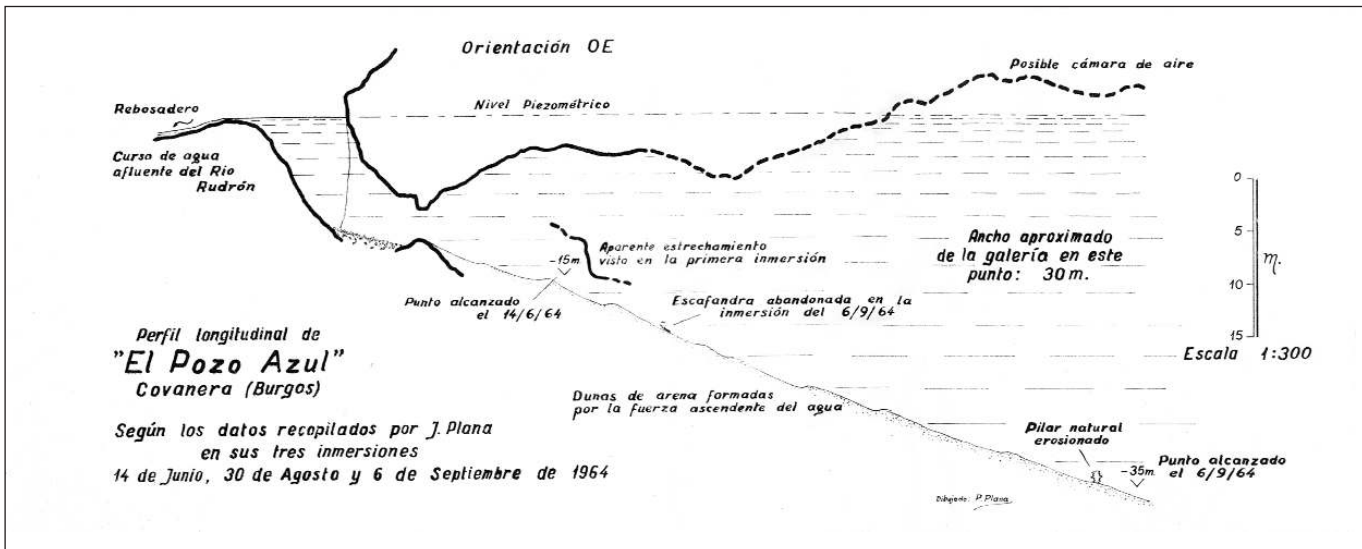 Orientación OE
Posible cámara de aire
Rebosadero
Nivel Piezométrico
Curso de agua
afluente del Rio
Rudrón
0
5
10
15
m.
Ancho aproximado
de la galería en este
punto: 30 m.
Aparente estrechamiento
vista en la primera inmersión
-15m
Punto alcanzado
el 14/6/64
Escafandra abandonada en la
inmersión del 6/9/64
Escala 1:300
Perfil longitudinal de
"El Pozo Azul"
Covanera (Burgos)
Dunas de arena formadas
por la fuerza ascendente del agua
Según los datos recopilados por J. Plana
en sus tres inmersiones
14 de Junio, 30 de Agosto y 6 de Septiembre de 1964
Pilar natural
erosionado
-35m.
Punto alcanzado
el 6/9/64
Dibujado: P. Plana